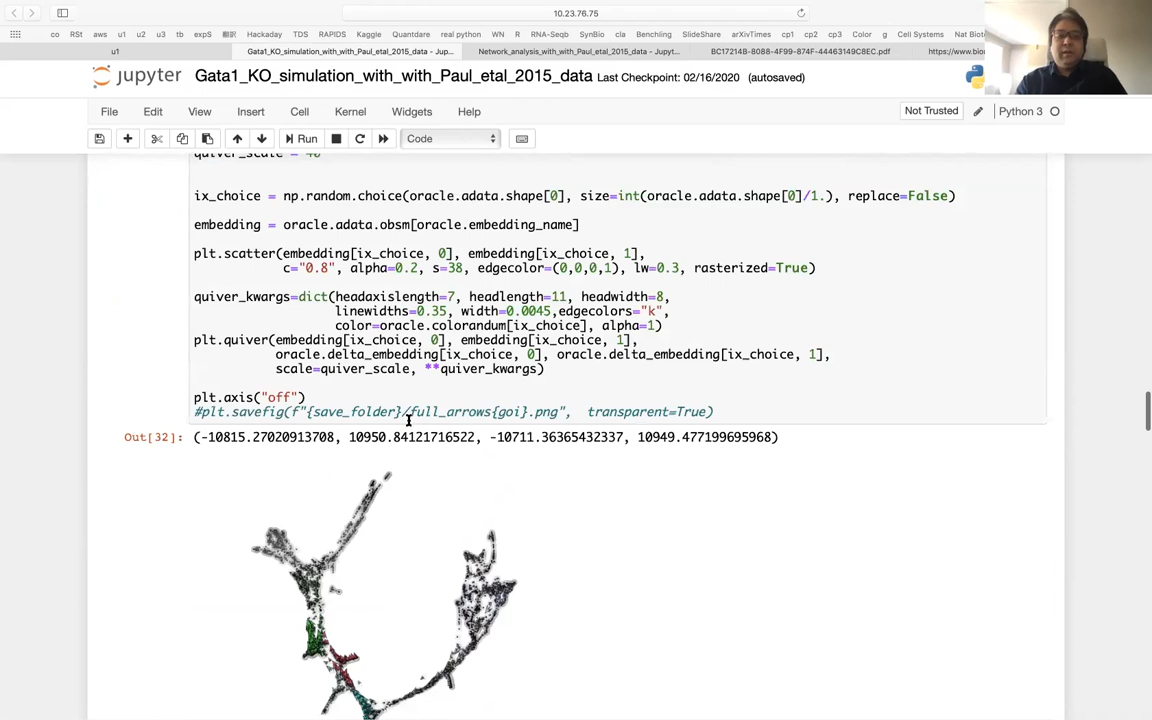 10.23.76.75
co RSt aws u1 u2 u3 tb expS 翻訳 Hackaday TDS RAPIDS Kaggle Quantdare real python WN R RNA-Seqb SynBio cla Benchling SlideShare arXivTimes cp1 cp2 cp3 Color g Cell Systems Nat Biot
u1 Gata1_KO_simulation_with_with_Paul_etal_2015_data - Jup... Network_analysis_with_with_Paul_etal_2015_data - Jupyt... BC17214B-8088-4F99-874F-44463149C8EC.pdf https://www.bior
jupyter Gata1_KO_simulation_with_with_Paul_etal_2015_data Last Checkpoint: 02/16/2020 (autosaved)
File Edit View Insert Cell Kernel Widgets Help Not Trusted Python 3
Run Code
quiver_scale = 40
ix_choice = np.random.choice(oracle.adata.shape[0], size=int(oracle.adata.shape[0]/1.), replace=False)
embedding = oracle.adata.obsm[oracle.embedding_name]
plt.scatter(embedding[ix_choice, 0], embedding[ix_choice, 1],
c="0.8", alpha=0.2, s=38, edgecolor=(0,0,0,1), lw=0.3, rasterized=True)
quiver_kwargs=dict(headaxislength=7, headlength=11, headwidth=8,
linewidths=0.35, width=0.0045,edgecolors="k",
color=oracle.colorandum[ix_choice], alpha=1)
plt.quiver(embedding[ix_choice, 0], embedding[ix_choice, 1],
oracle.delta_embedding[ix_choice, 0], oracle.delta_embedding[ix_choice, 1],
scale=quiver_scale, **quiver_kwargs)
plt.axis("off")
#plt.savefig(f"{save_folder}/full_arrows{goi}.png", transparent=True)
Out[32]: (-10815.27020913708, 10950.84121716522, -10711.36365432337, 10949.477199695968)